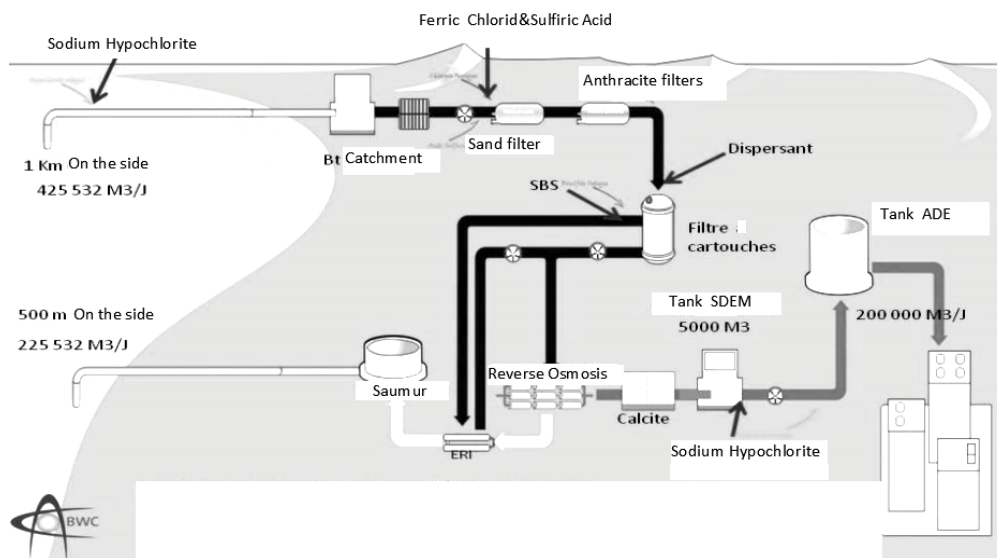 Ferric Chlorid&Sulfiric Acid
Sodium Hypochlorite
Anthracite filters
Sand filter
Bt Catchment
Dispersant
1 Km On the side
425 532 M3/J
SBS
Tank ADE
Filtre à
cartouches
Tank SDEM
5000 M3
200 000 M3/J
500 m On the side
225 532 M3/J
Reverse Osmosis
Saumur
Calcite
Sodium Hypochlorite
ERI
BWC